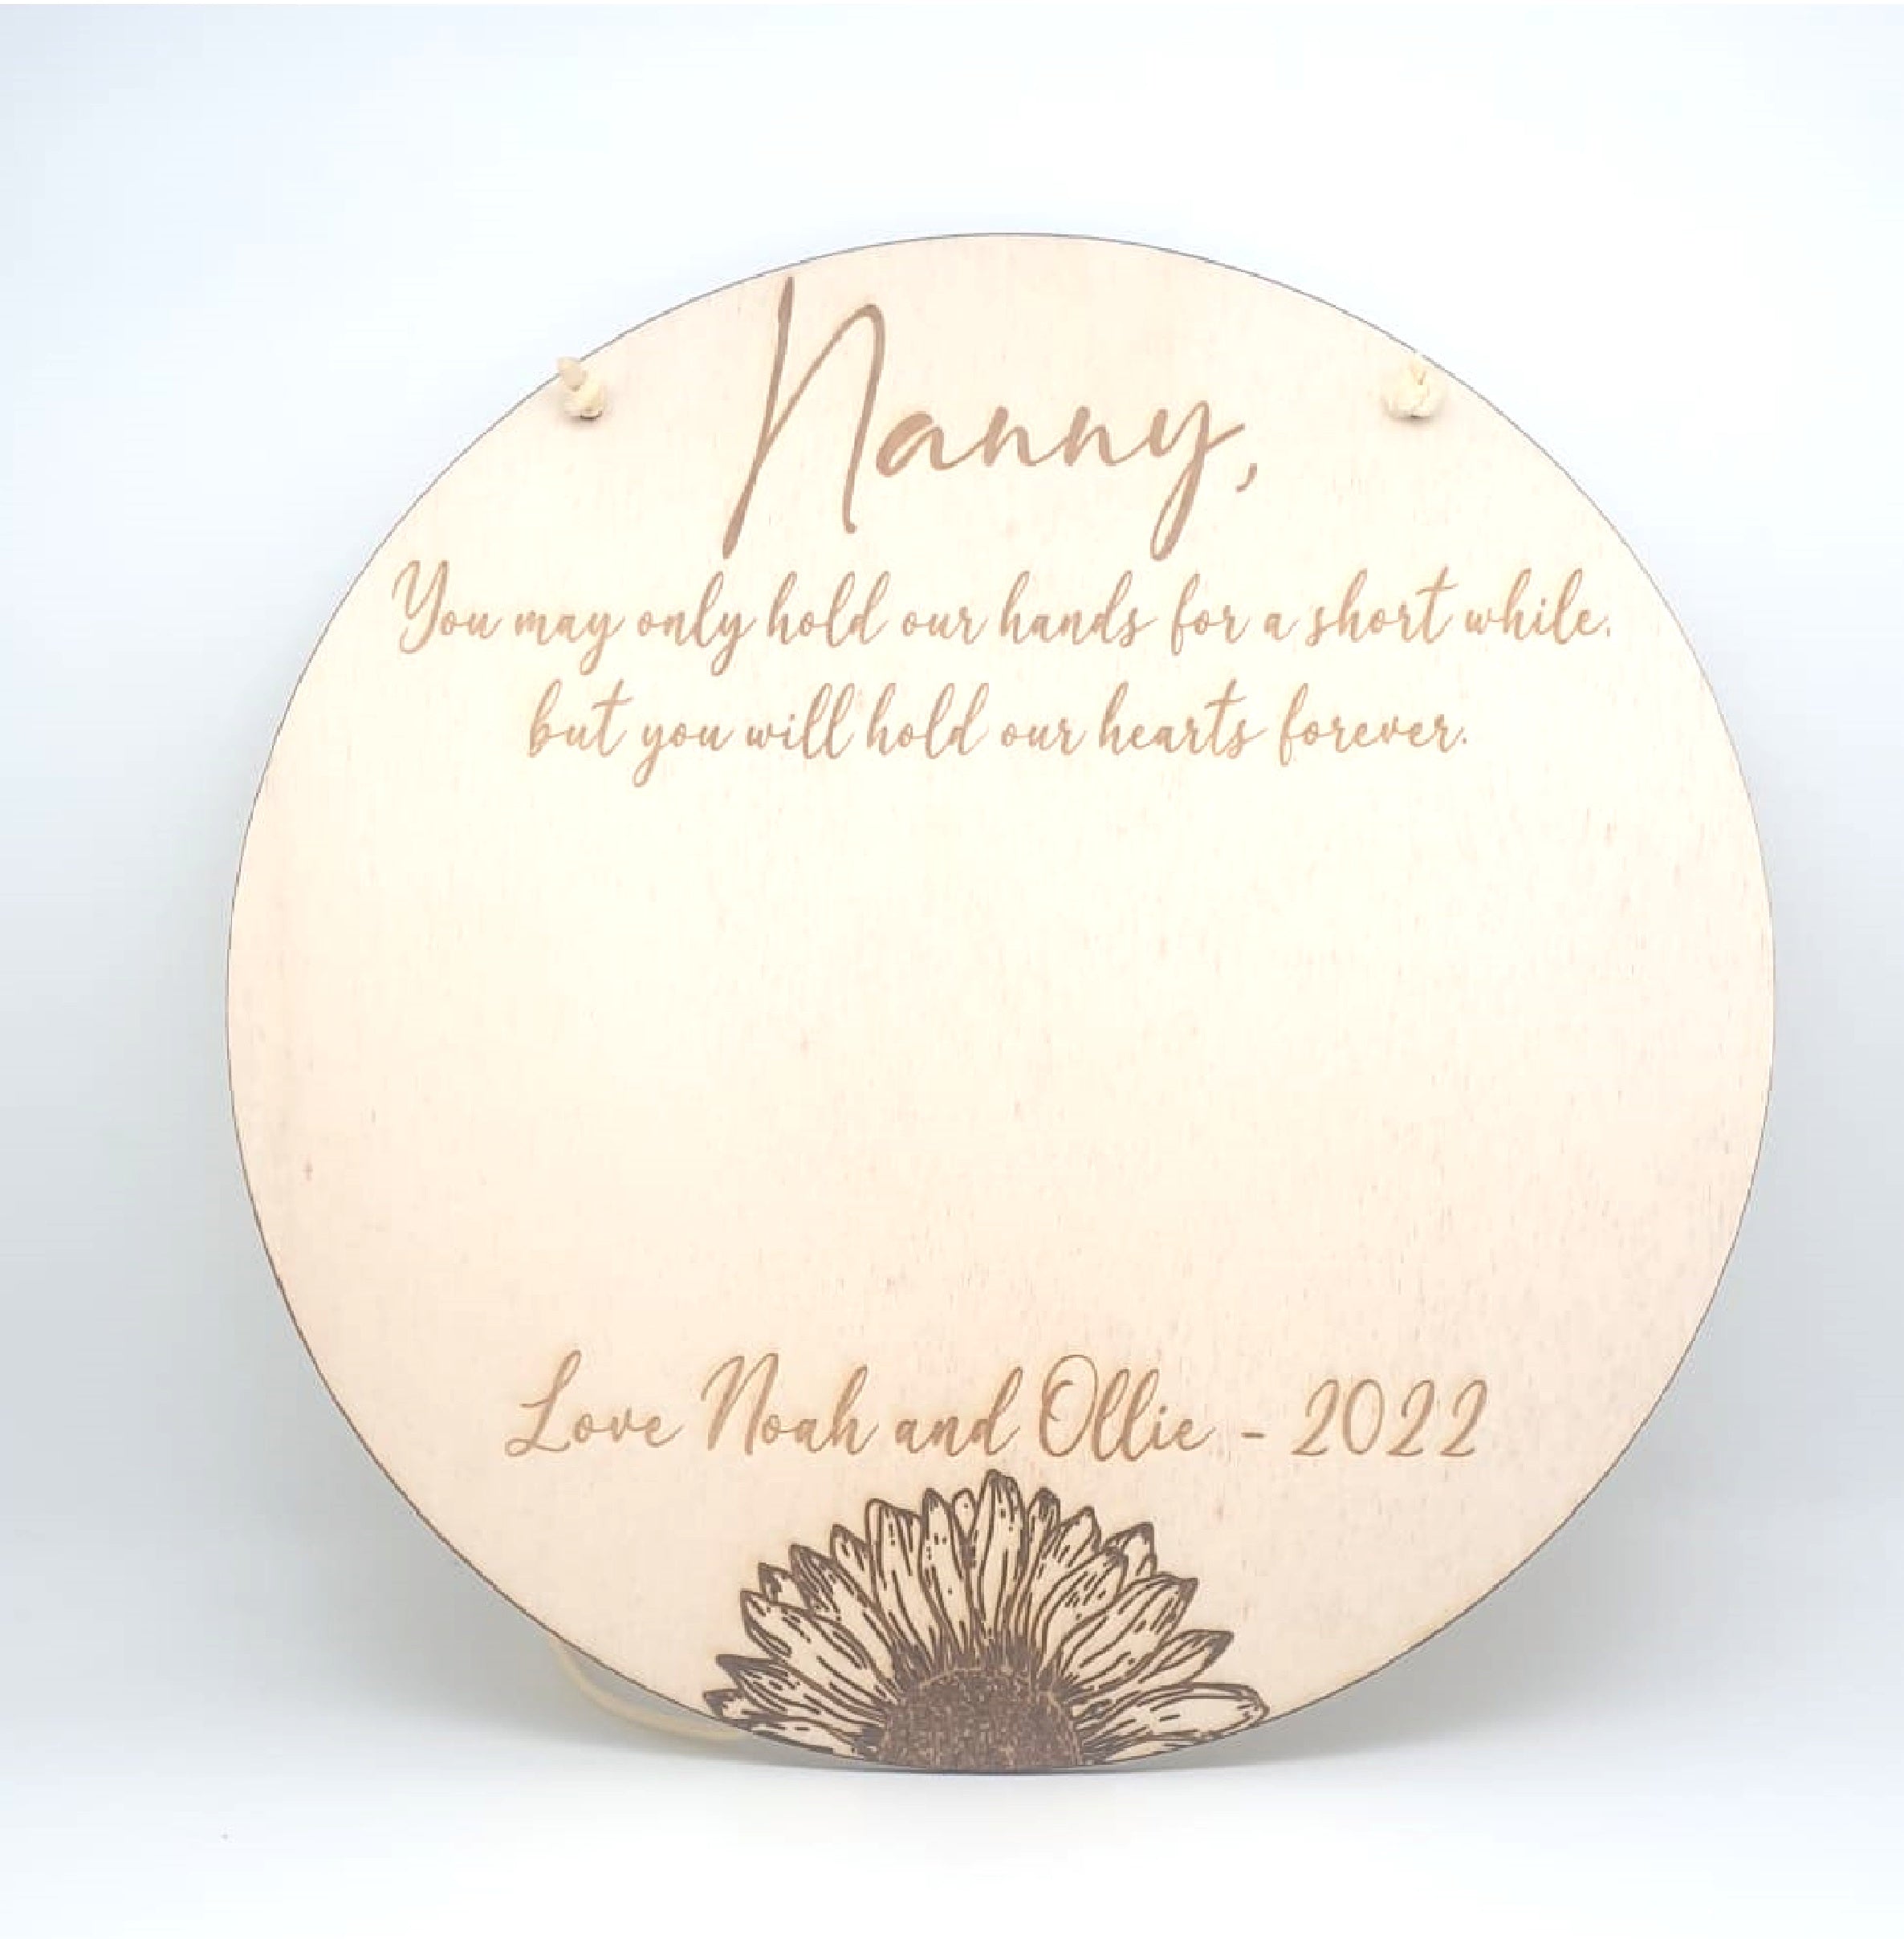 Nanny,
You may only hold our hands for a short while.
but you will hold our hearts forever.
Love Noah and Ollie - 2022